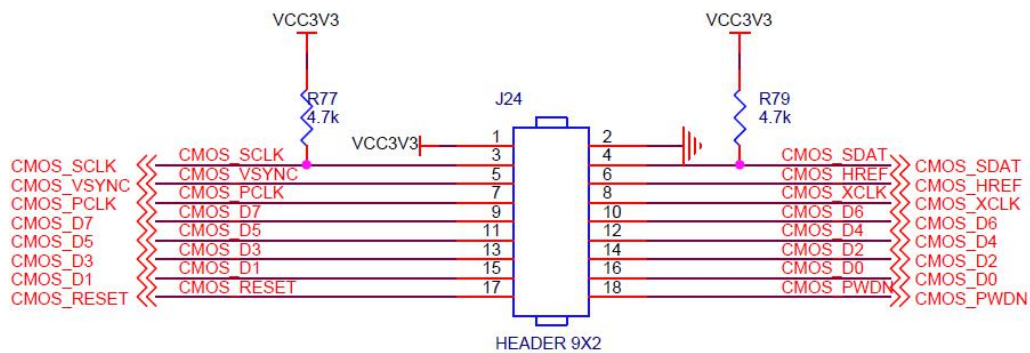 VCC3V3 VCC3V3
R77 R79
4.7k J24 4.7k
VCC3V3 1 2
CMOS_SCLK CMOS_SCLK 3 4 CMOS_SDAT CMOS_SDAT
CMOS_VSYNC CMOS_VSYNC 5 6 CMOS_HREF CMOS_HREF
CMOS_PCLK CMOS_PCLK 7 8 CMOS_XCLK CMOS_XCLK
CMOS_D7 CMOS_D7 9 10 CMOS_D6 CMOS_D6
CMOS_D5 CMOS_D5 11 12 CMOS_D4 CMOS_D4
CMOS_D3 CMOS_D3 13 14 CMOS_D2 CMOS_D2
CMOS_D1 CMOS_D1 15 16 CMOS_D0 CMOS_D0
CMOS_RESET CMOS_RESET 17 18 CMOS_PWDN CMOS_PWDN
HEADER 9X2